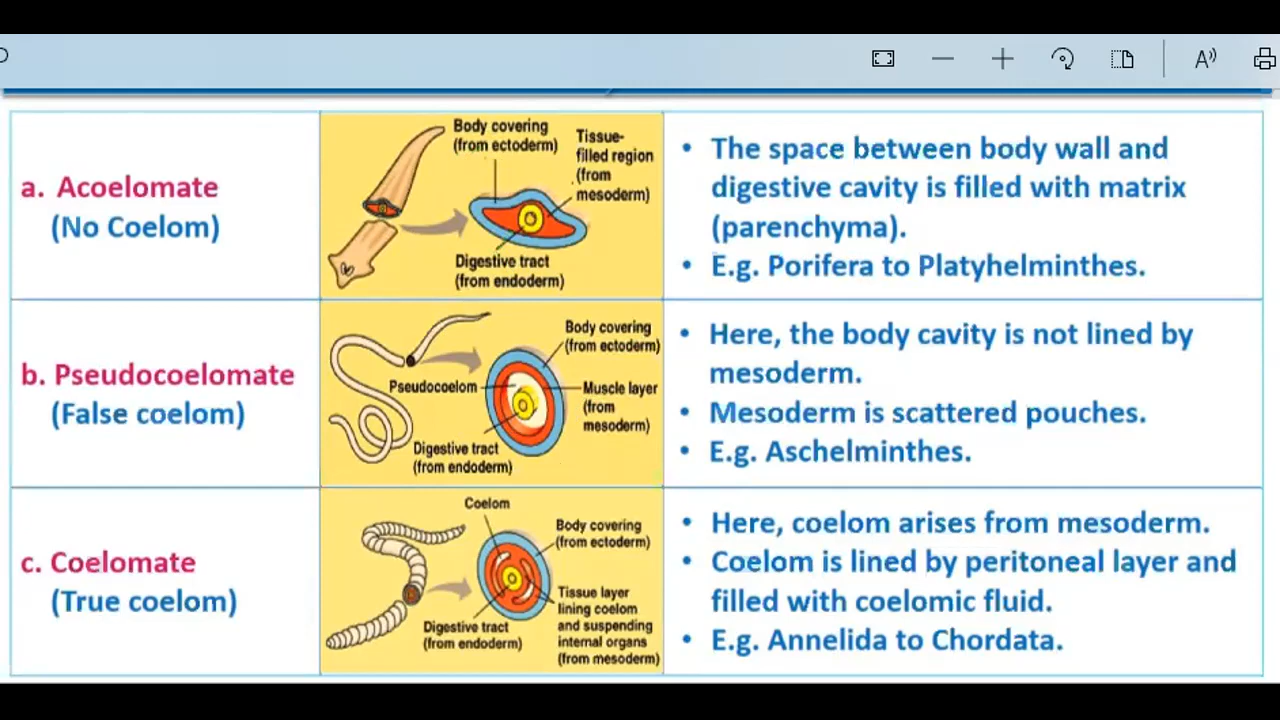 a. Acoelomate
(No Coelom)
Body covering
(from ectoderm)
Tissue-
filled region
(from
mesoderm)
Digestive tract
(from endoderm)
• The space between body wall and
digestive cavity is filled with matrix
(parenchyma).
• E.g. Porifera to Platyhelminthes.
b. Pseudocoelomate
(False coelom)
Body covering
(from ectoderm)
Pseudocoelom
Muscle layer
(from
mesoderm)
Digestive tract
(from endoderm)
• Here, the body cavity is not lined by
mesoderm.
• Mesoderm is scattered pouches.
• E.g. Aschelminthes.
c. Coelomate
(True coelom)
Coelom
Body covering
(from ectoderm)
Tissue layer
lining coelom
and suspending
internal organs
(from mesoderm)
Digestive tract
(from endoderm)
• Here, coelom arises from mesoderm.
• Coelom is lined by peritoneal layer and
filled with coelomic fluid.
• E.g. Annelida to Chordata.